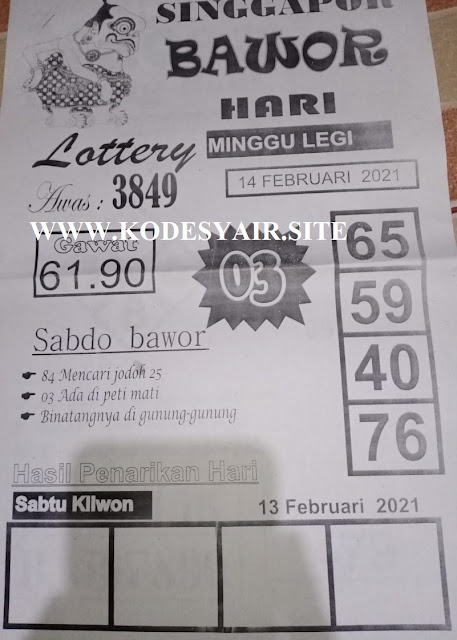 SINGGAPOR
BAWOR
HARI
Lottery
MINGGU LEGI
Awas : 3849
14 FEBRUARI 2021
WWW.KODESYAIR.SITE
Gawat
61.90
03
65
59
40
76
Sabdo bawor
☛ 84 Mencari jodoh 25
☛ 03 Ada di peti mati
☛ Binatangnya di gunung-gunung
Hasil Penarikan Hari
Sabtu Kliwon
13 Februari 2021